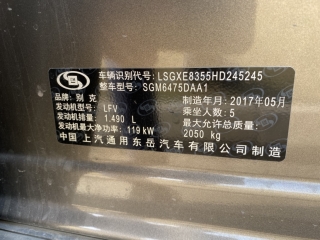 车辆识别代号: LSGXE8355HD245245
整车型号: SGM6475DAA1
品牌: 别克 制造年月: 2017年05月
发动机型号: LFV 乘坐人数: 5
发动机排量: 1.490 L 最大允许总质量:
发动机最大净功率: 119 kW 2050 kg
中国 上汽通用东岳汽车有限公司制造